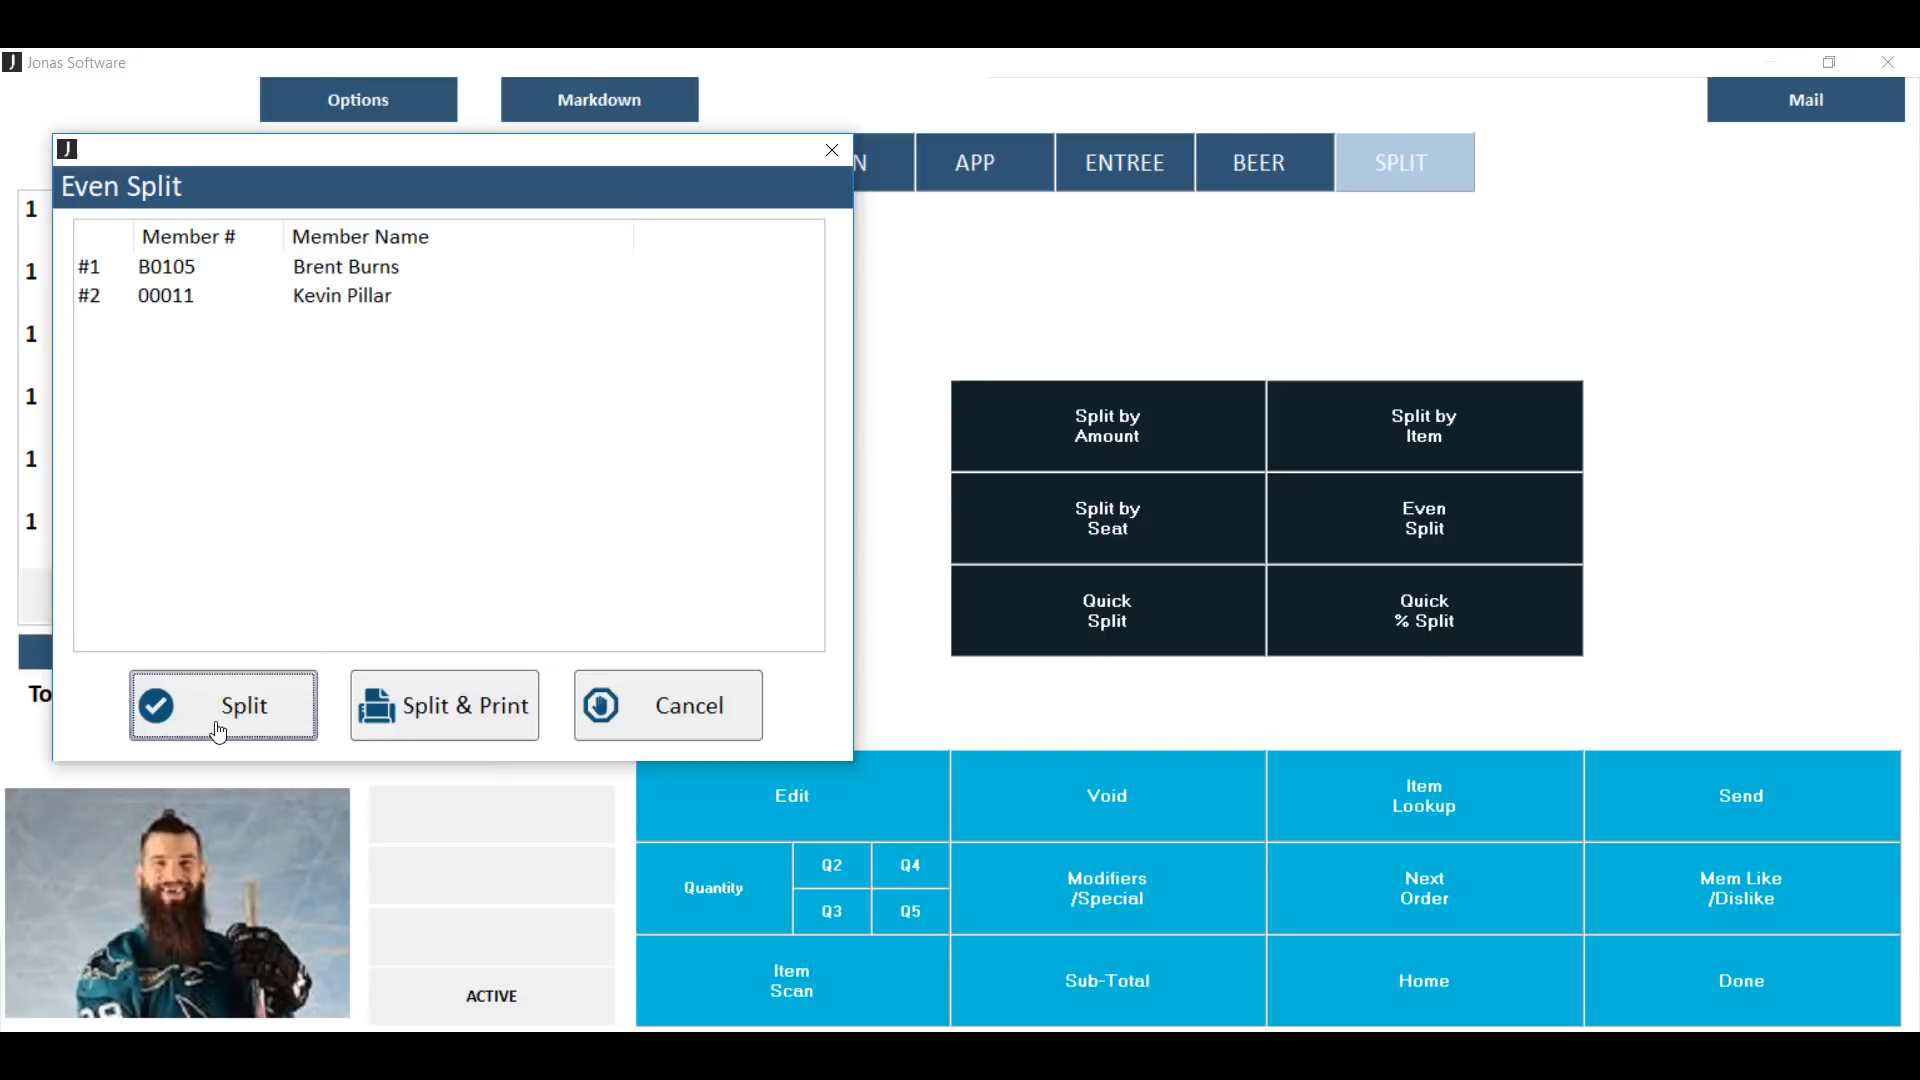 J Jonas Software
Options
Markdown
Mail
J
Even Split
N
APP
ENTREE
BEER
SPLIT
Member # Member Name
#1 B0105 Brent Burns
#2 00011 Kevin Pillar
1
1
1
1
1
1
To
Split
Split & Print
Cancel
Split by
Amount
Split by
Item
Split by
Seat
Even
Split
Quick
Split
Quick
% Split
Edit
Void
Item
Lookup
Send
Quantity
Q2
Q4
Q3
Q5
Modifiers
/Special
Next
Order
Mem Like
/Dislike
Item
Scan
Sub-Total
Home
Done
ACTIVE